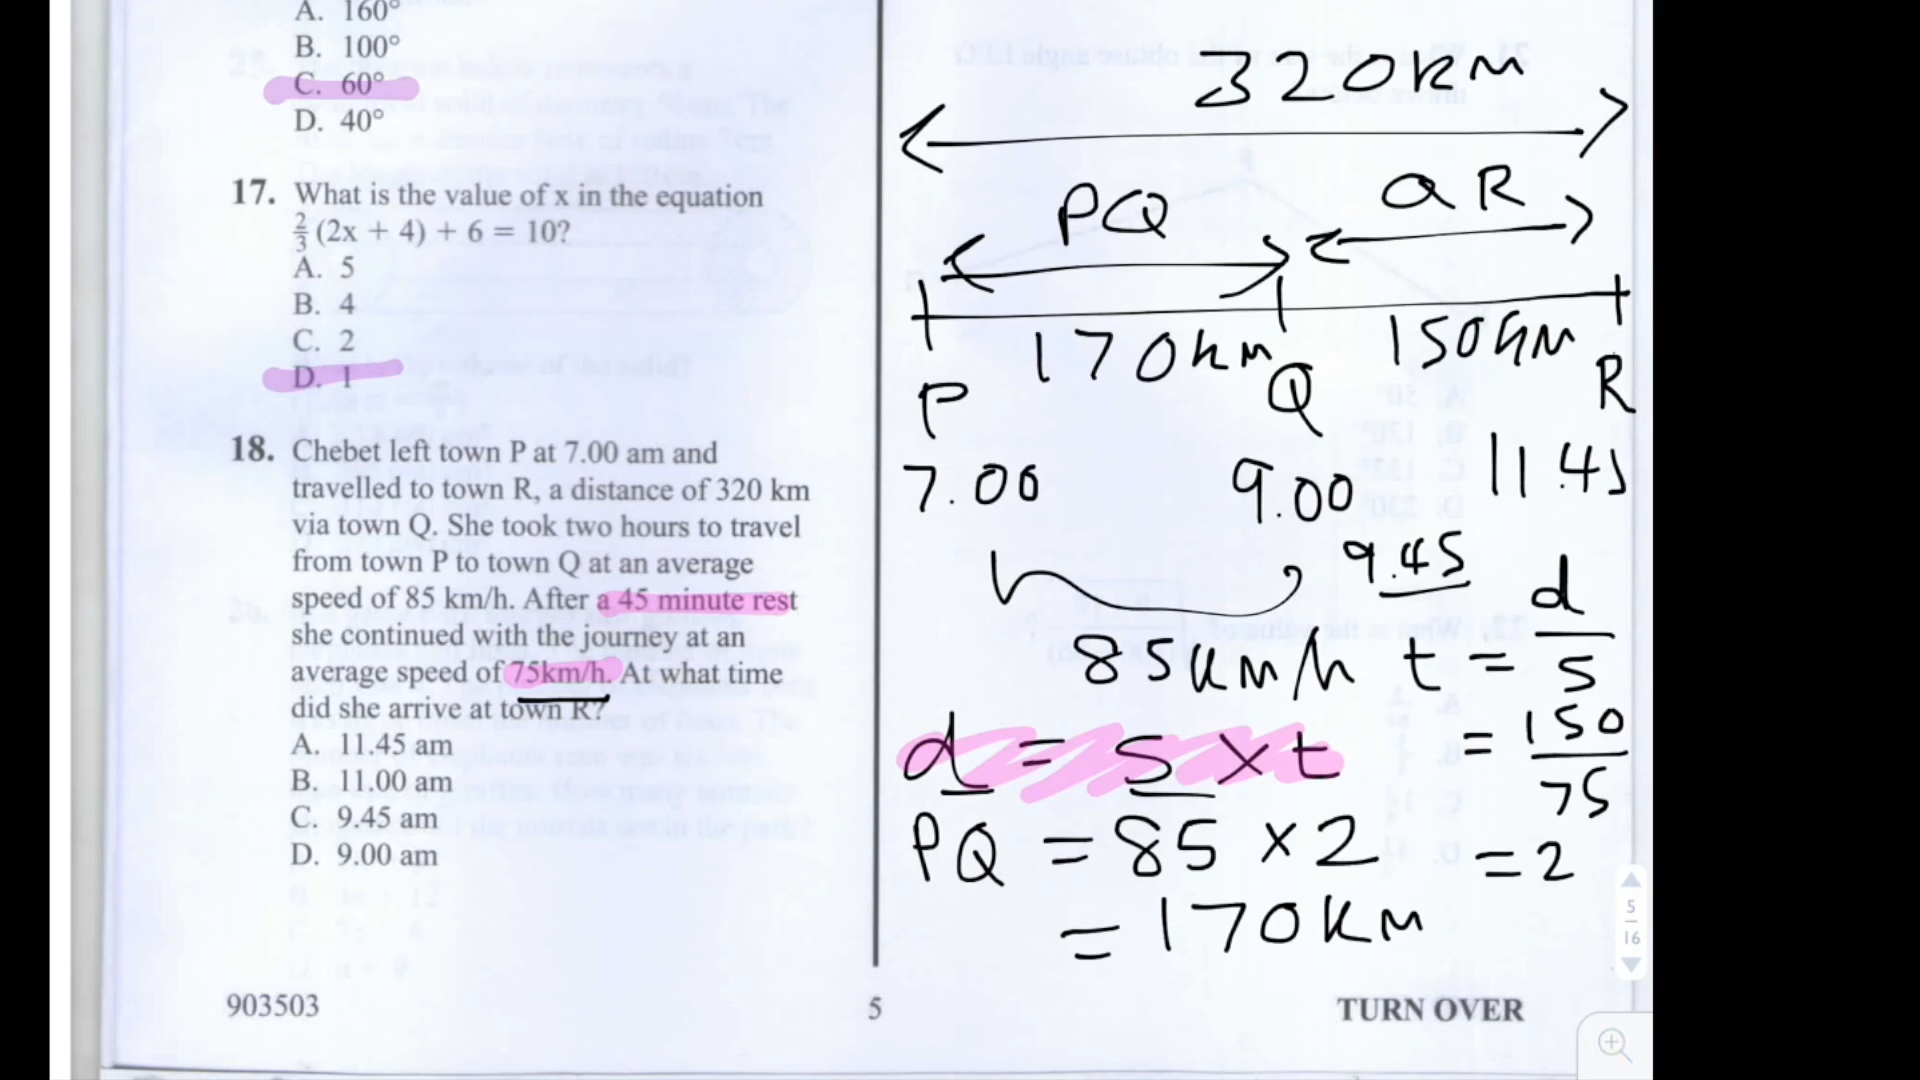 A. 160°
B. 100°
C. 60°
D. 40°
17. What is the value of x in the equation
2/3 (2x + 4) + 6 = 10?
A. 5
B. 4
C. 2
D. 1
18. Chebet left town P at 7.00 am and
travelled to town R, a distance of 320 km
via town Q. She took two hours to travel
from town P to town Q at an average
speed of 85 km/h. After a 45 minute rest
she continued with the journey at an
average speed of 75km/h. At what time
did she arrive at town R?
A. 11.45 am
B. 11.00 am
C. 9.45 am
D. 9.00 am
320km
PQ QR
170km 150km
P Q R
7.00 9.00 11.45
9.45
85km/h t = d/s
d = s x t = 150/75
PQ = 85 x 2 = 2
= 170km
5
16
903503 5 TURN OVER